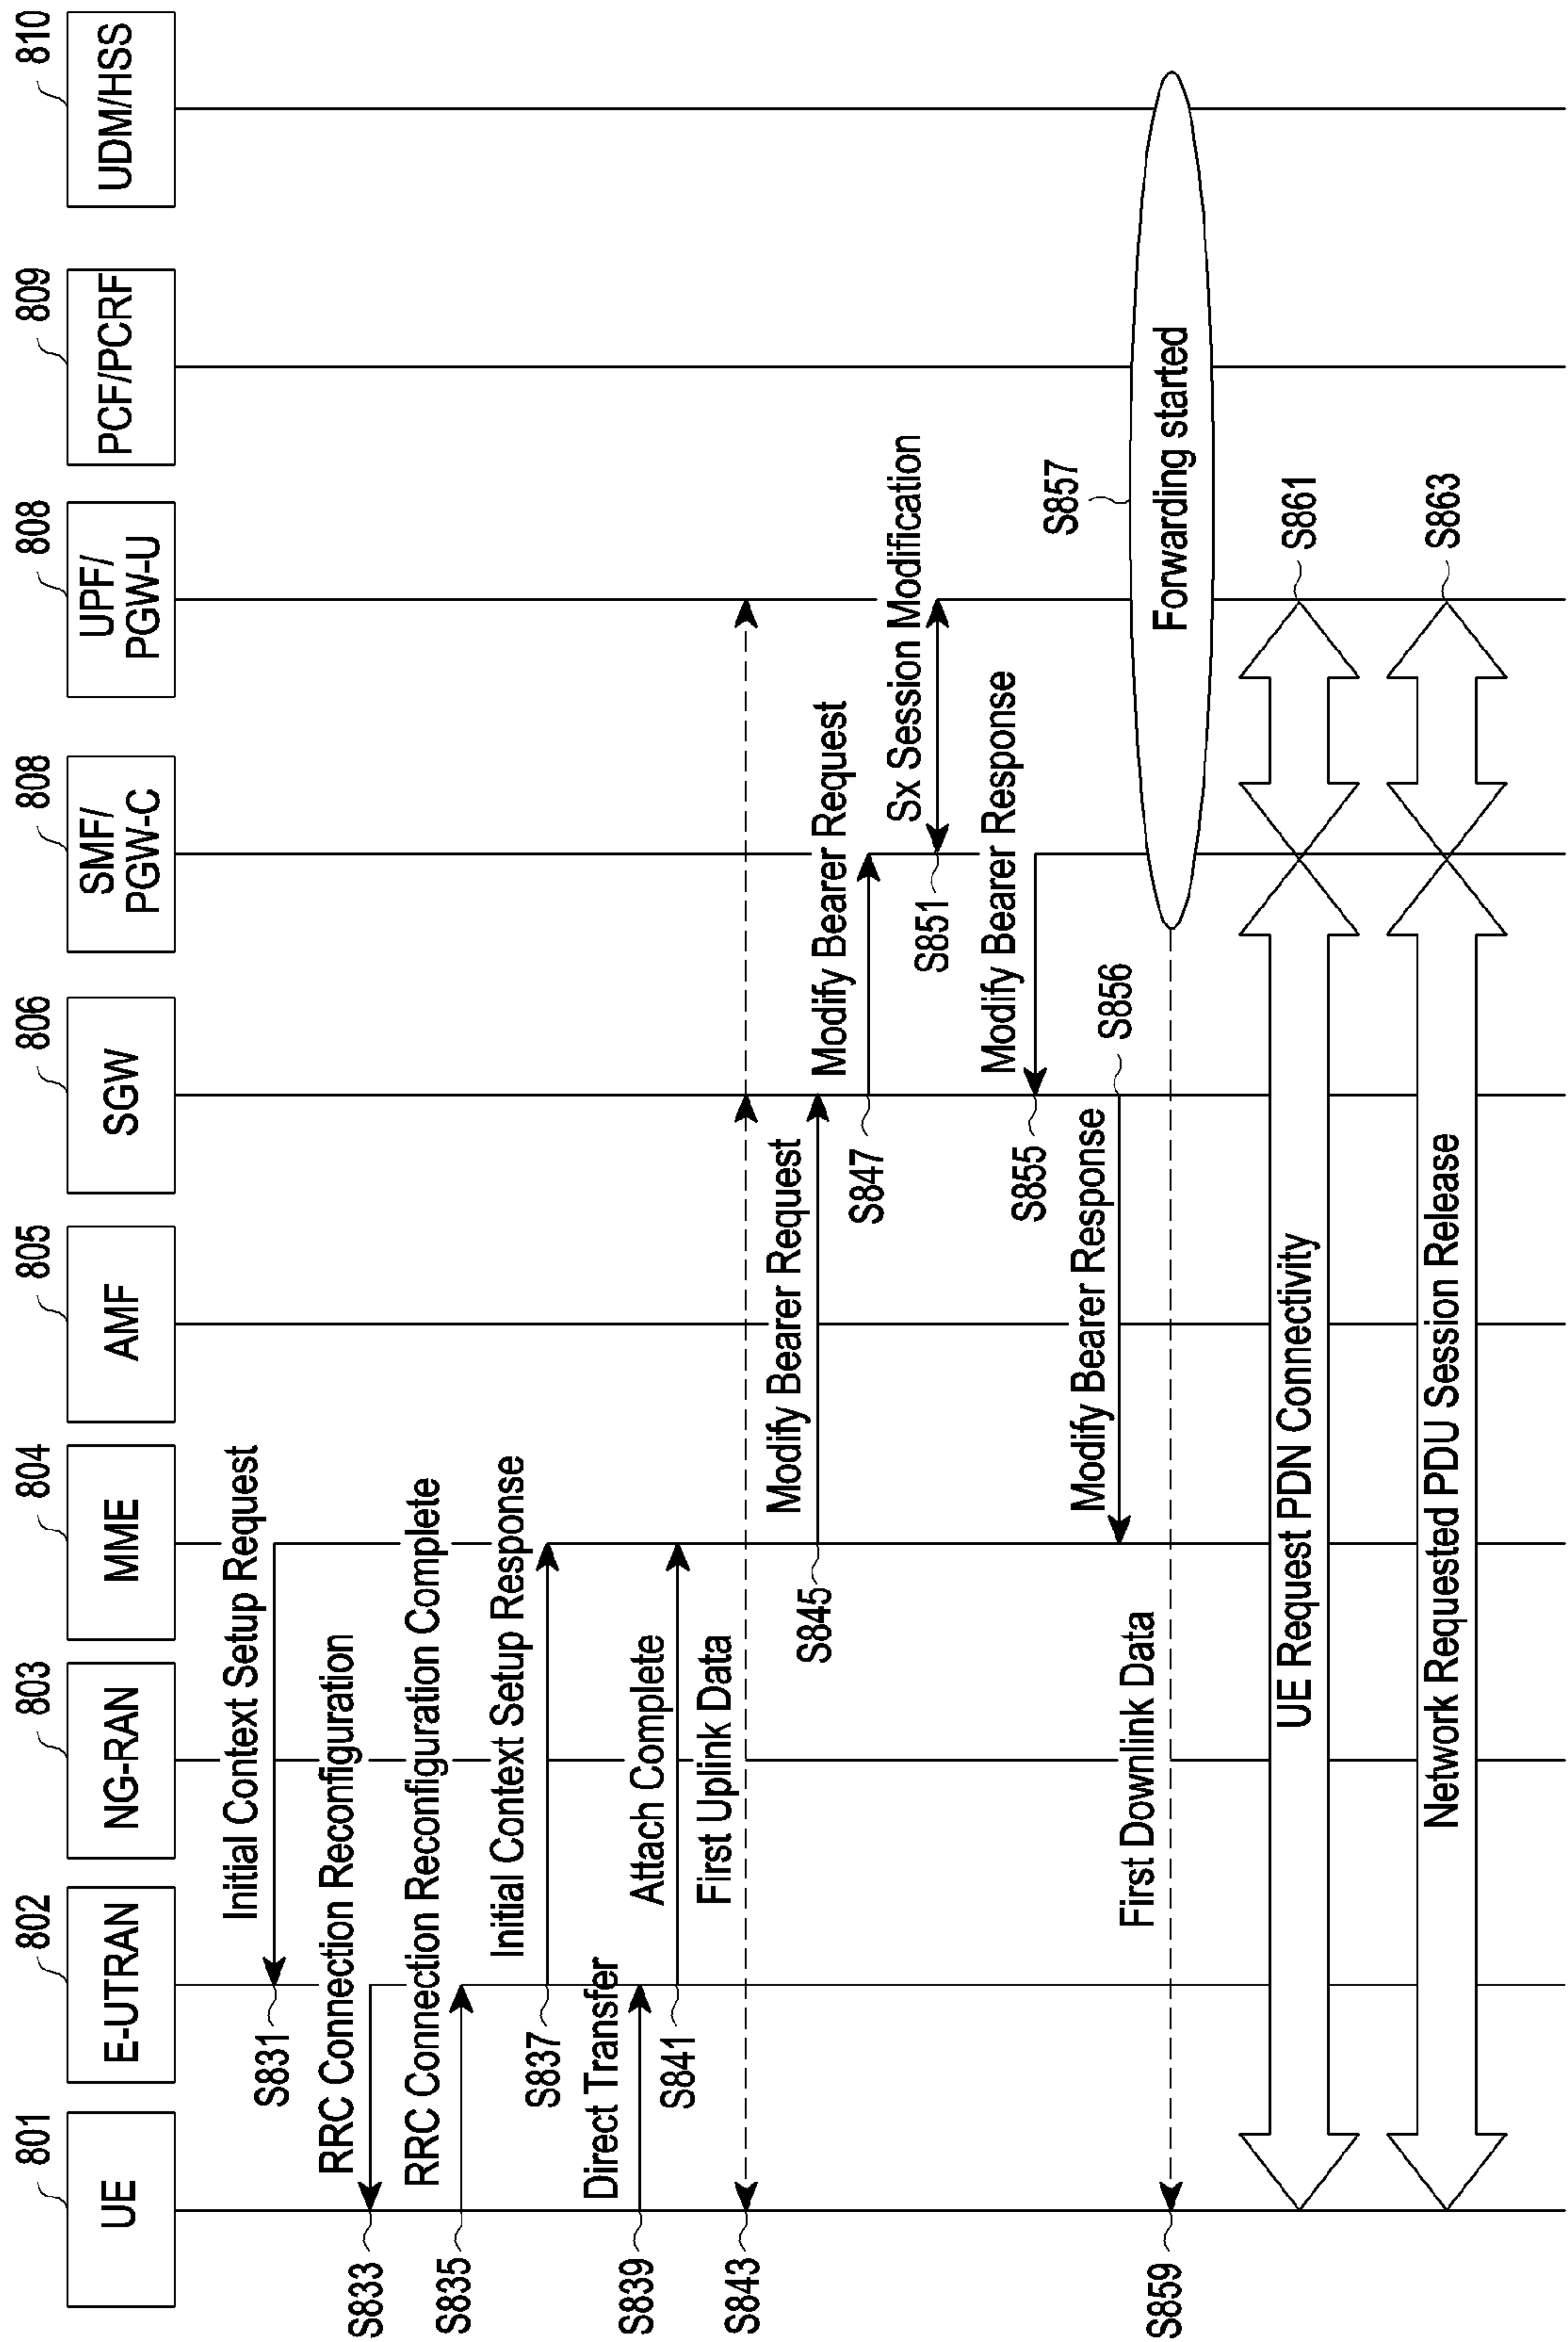 801
802
803
804
805
806
808
808
809
810
UE
E-UTRAN
NG-RAN
MME
AMF
SGW
SMF/
PGW-C
UPF/
PGW-U
PCF/PCRF
UDM/HSS
Initial Context Setup Request
S831
RRC Connection Reconfiguration
S833
RRC Connection Reconfiguration Complete
S835
Initial Context Setup Response
S837
Direct Transfer
S839
Attach Complete
S841
First Uplink Data
S843
Modify Bearer Request
S845
Modify Bearer Request
S847
Sx Session Modification
S851
Modify Bearer Response
S855
Modify Bearer Response
S856
S857
Forwarding started
First Downlink Data
S859
UE Request PDN Connectivity
S861
Network Requested PDU Session Release
S863